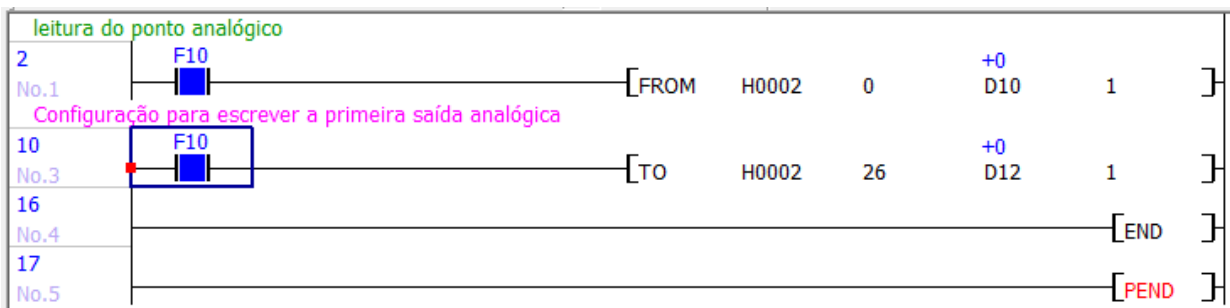 leitura do ponto analógico
2 F10 +0
No.1 FROM H0002 0 D10 1
Configuração para escrever a primeira saída analógica
10 F10 +0
No.3 TO H0002 26 D12 1
16
No.4 END
17
No.5 PEND